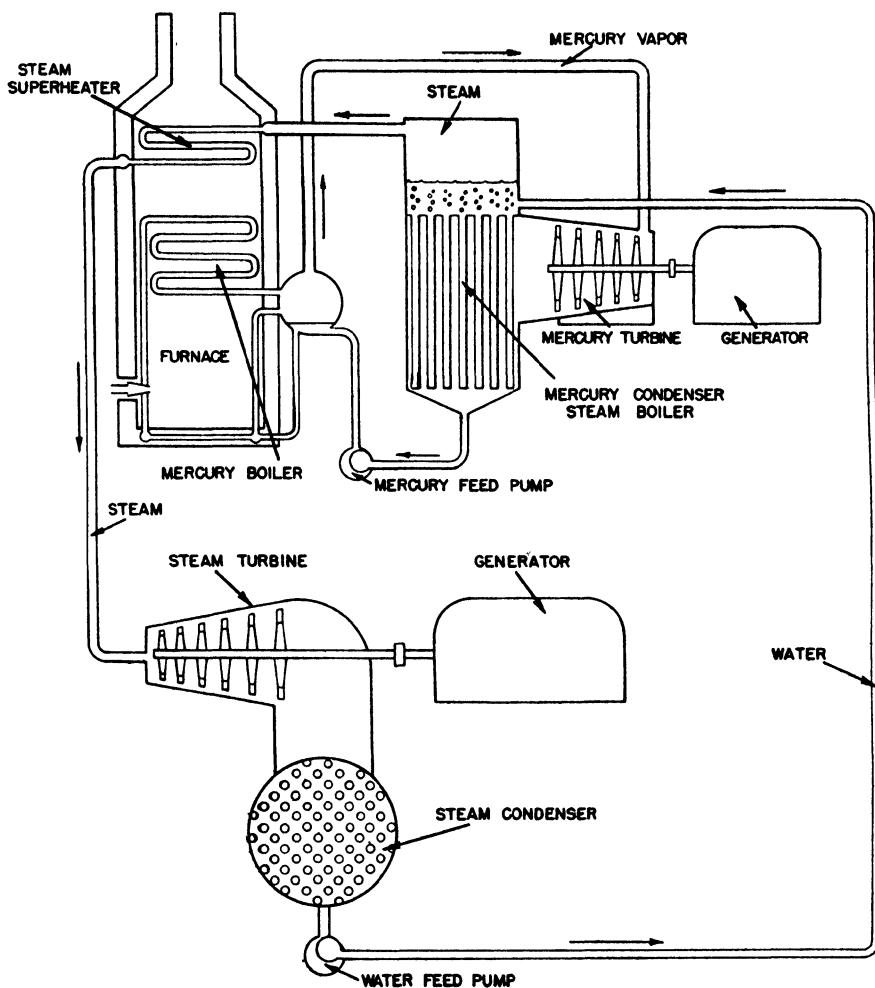 MERCURY VAPOR
STEAM
SUPERHEATER
STEAM
MERCURY TURBINE
GENERATOR
FURNACE
MERCURY CONDENSER
STEAM BOILER
MERCURY BOILER
MERCURY FEED PUMP
STEAM
STEAM TURBINE
GENERATOR
WATER
STEAM CONDENSER
WATER FEED PUMP